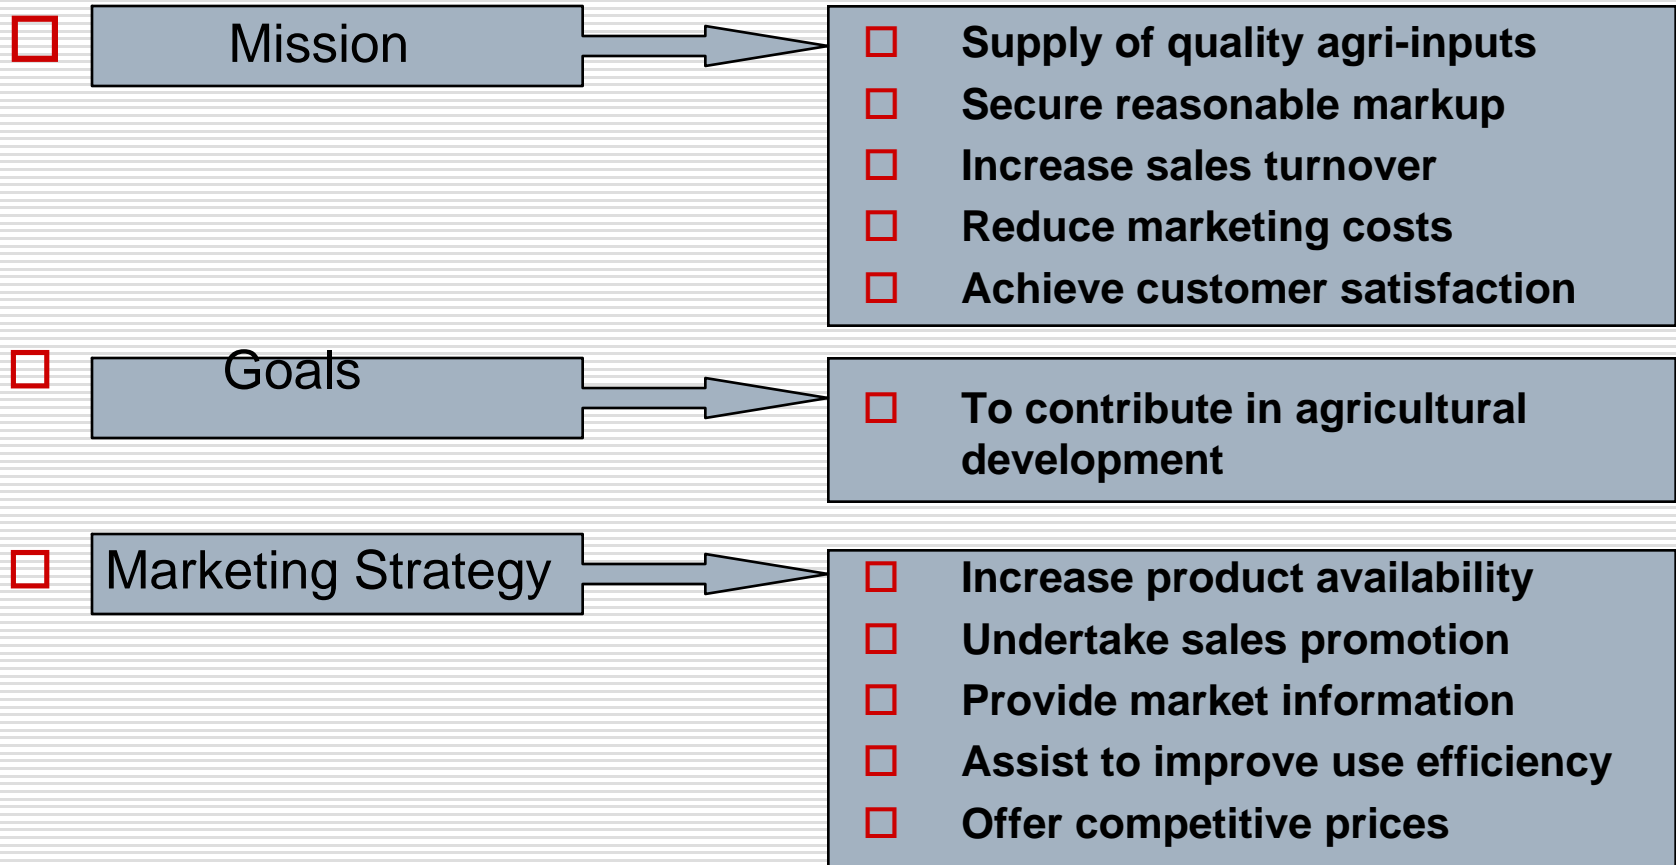 Mission
Supply of quality agri-inputs
Secure reasonable markup
Increase sales turnover
Reduce marketing costs
Achieve customer satisfaction
Goals
To contribute in agricultural
development
Marketing Strategy
Increase product availability
Undertake sales promotion
Provide market information
Assist to improve use efficiency
Offer competitive prices